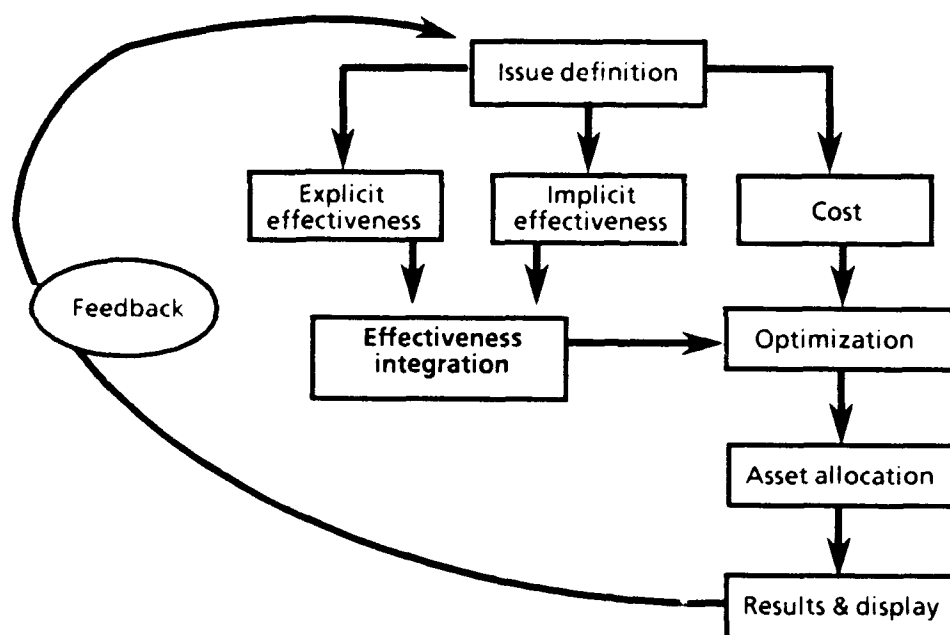 Issue definition
Explicit
effectiveness
Implicit
effectiveness
Cost
Feedback
Effectiveness
integration
Optimization
Asset allocation
Results & display